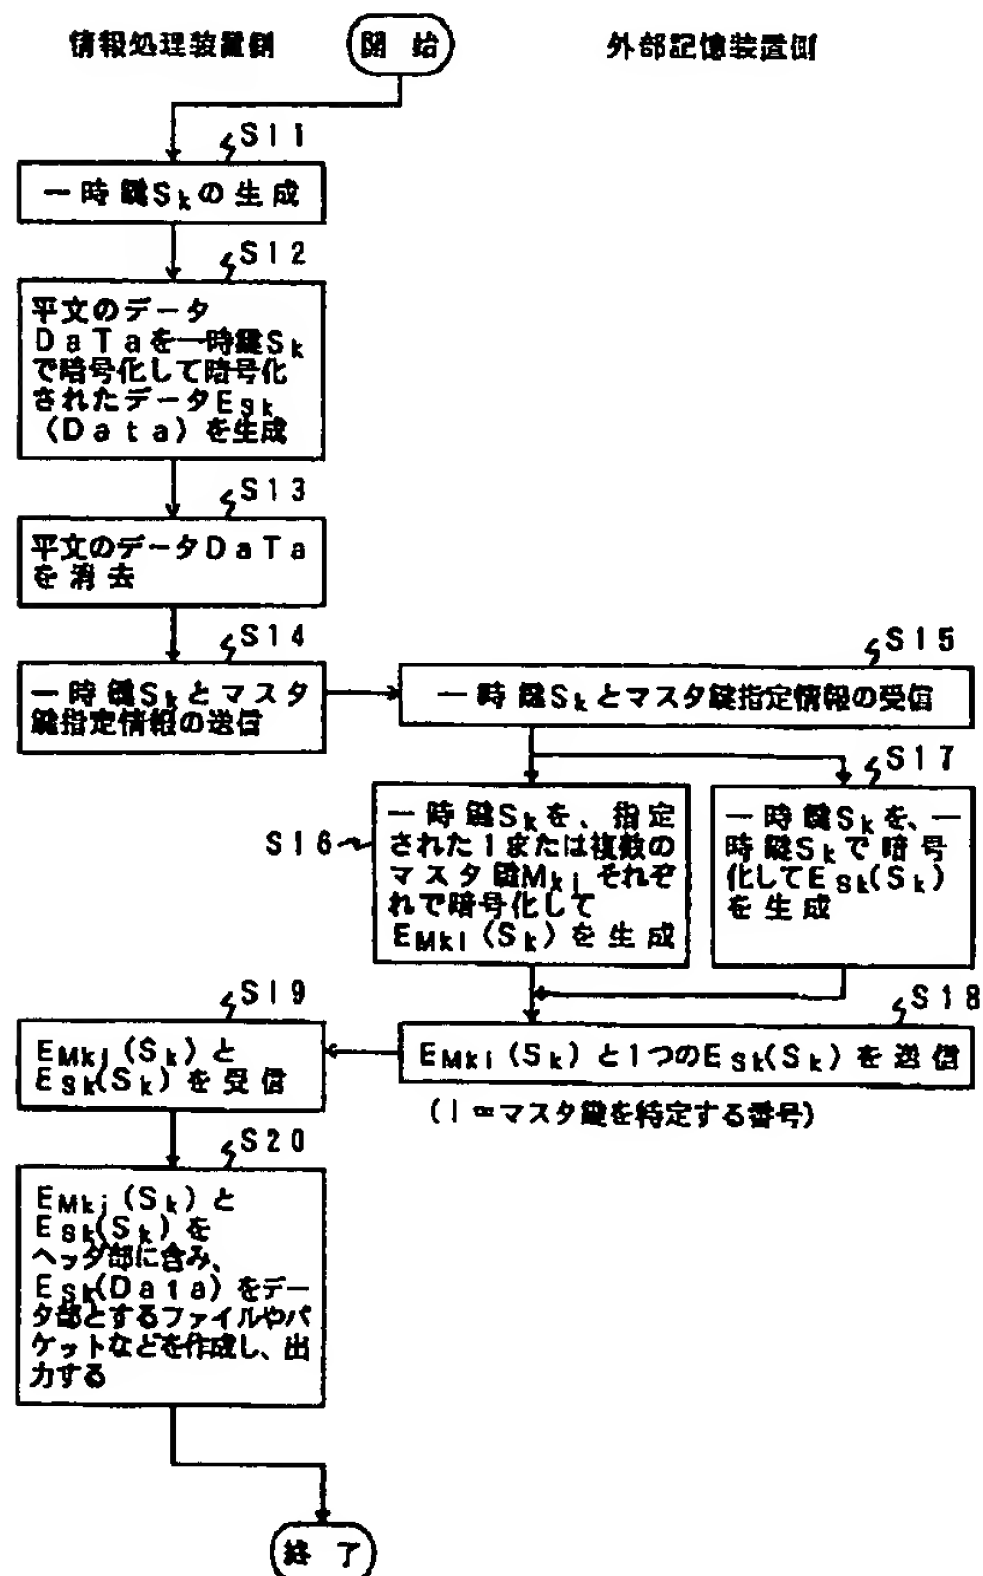 情報処理装置側
開 始
外部記憶装置側
S11
一時鍵Skの生成
S12
平文のデータ
DaTaを一時鍵Sk
で暗号化して暗号化
されたデータESk
(Data)を生成
S13
平文のデータDaTa
を消去
S14
一時鍵Skとマスタ
鍵指定情報の送信
S15
一時鍵Skとマスタ鍵指定情報の受信
S16
一時鍵Skを、指定
された1または複数の
マスタ鍵Mkiそれぞ
れで暗号化して
EMki(Sk)を生成
S17
一時鍵Skを、一
時鍵Skで暗号
化してESk(Sk)
を生成
S18
EMki(Sk)と1つのESk(Sk)を送信
(i=マスタ鍵を特定する番号)
S19
EMki(Sk)と
ESk(Sk)を受信
S20
EMki(Sk)と
ESk(Sk)を
ヘッダ部に含み、
ESk(Data)をデー
タ部とするファイルやパ
ケットなどを作成し、出
力する
終 了